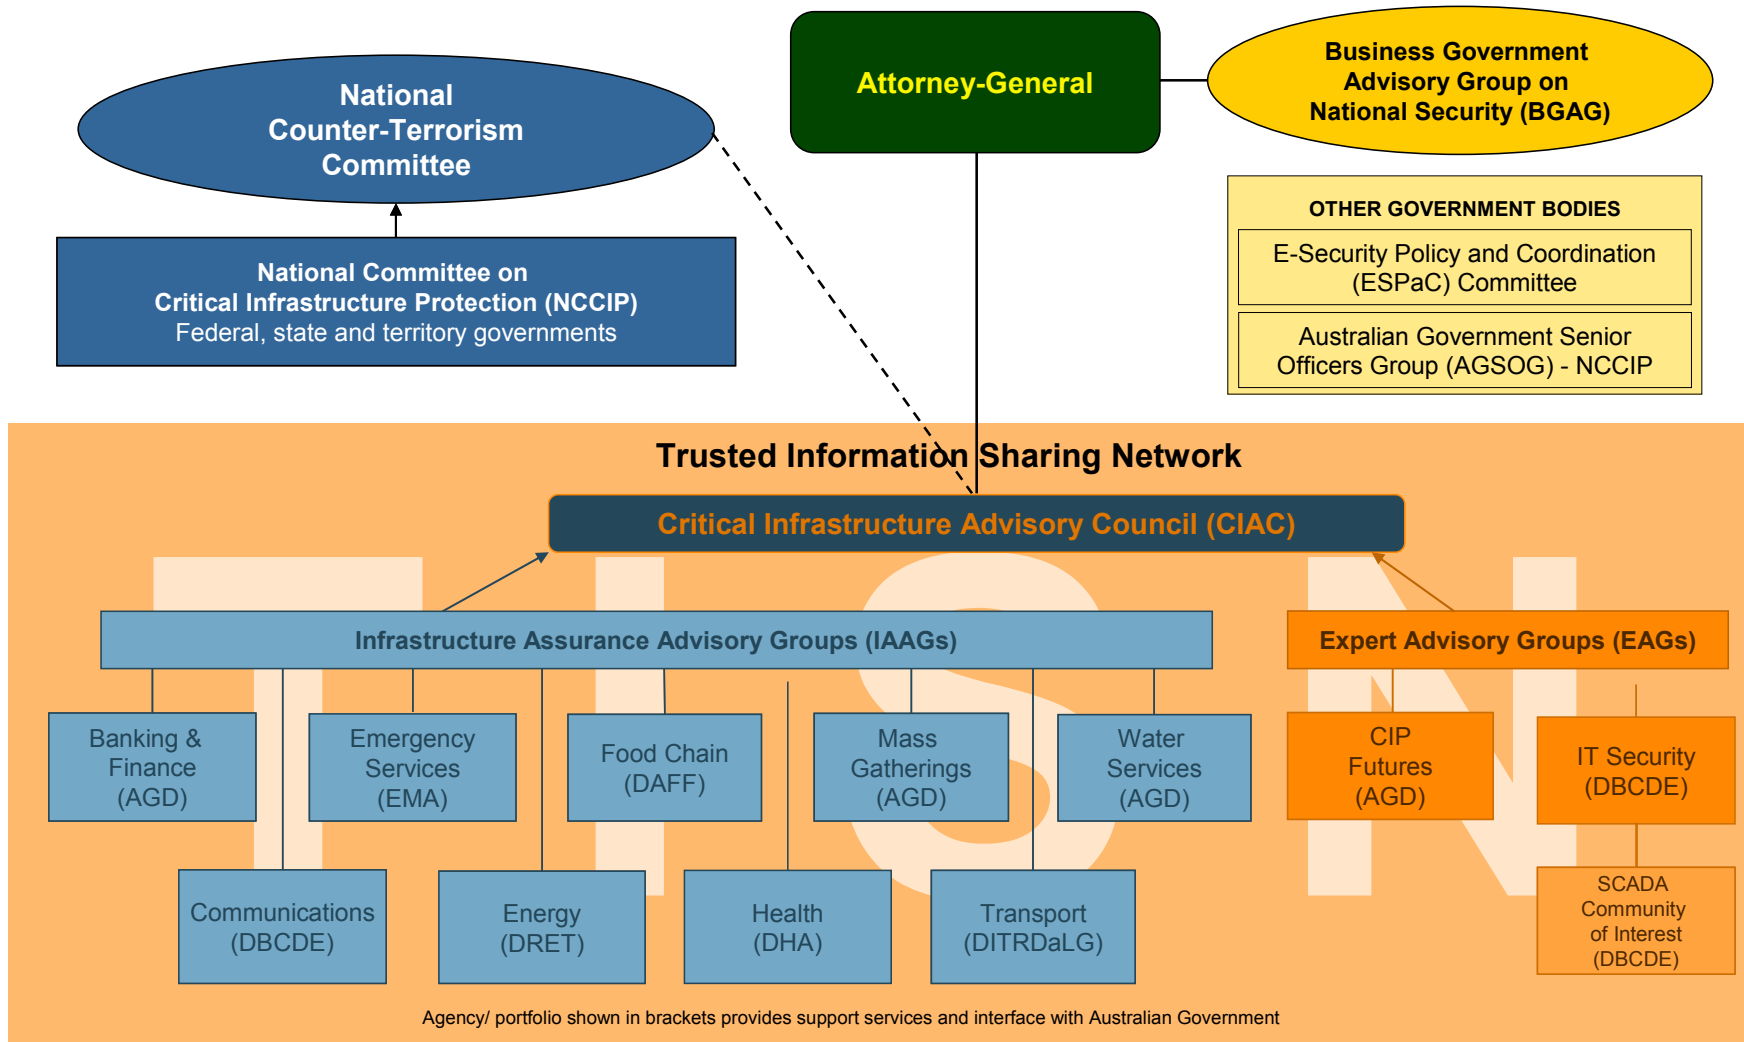 National
Counter-Terrorism
Committee
Attorney-General
Business Government
Advisory Group on
National Security (BGAG)
National Committee on
Critical Infrastructure Protection (NCCIP)
Federal, state and territory governments
OTHER GOVERNMENT BODIES
E-Security Policy and Coordination
(ESPaC) Committee
Australian Government Senior
Officers Group (AGSOG) - NCCIP
Trusted Information Sharing Network
Critical Infrastructure Advisory Council (CIAC)
TISN
Infrastructure Assurance Advisory Groups (IAAGs)
Expert Advisory Groups (EAGs)
Banking &
Finance
(AGD)
Emergency
Services
(EMA)
Food Chain
(DAFF)
Mass
Gatherings
(AGD)
Water
Services
(AGD)
CIP
Futures
(AGD)
IT Security
(DBCDE)
Communications
(DBCDE)
Energy
(DRET)
Health
(DHA)
Transport
(DITRDaLG)
SCADA
Community
of Interest
(DBCDE)
Agency/ portfolio shown in brackets provides support services and interface with Australian Government